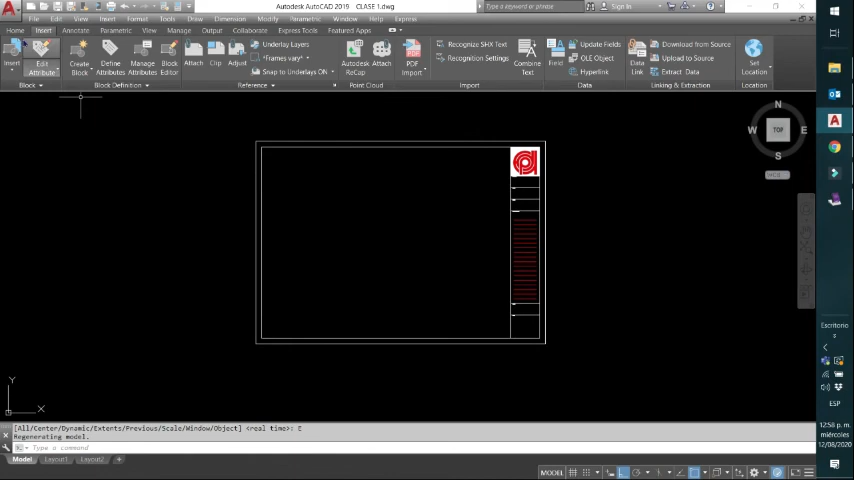 Autodesk AutoCAD 2019 CLASE 1.dwg
Type a keyword or phrase
Sign In
File Edit View Insert Format Tools Draw Dimension Modify Parametric Window Help Express
Home Insert Annotate Parametric View Manage Output Collaborate Express Tools Featured Apps
Insert
Edit Attribute
Create Block
Define Attributes
Manage Attributes
Block Editor
Attach
Clip
Adjust
Underlay Layers
*Frames vary*
Snap to Underlays ON
Autodesk ReCap
Attach
PDF Import
Recognize SHX Text
Recognition Settings
Combine Text
Field
Update Fields
OLE Object
Hyperlink
Data Link
Download from Source
Upload to Source
Extract Data
Set Location
Block Block Definition Reference Point Cloud Import Data Linking & Extraction Location
N
W TOP E
S
Y
X
[All/Center/Dynamic/Extents/Previous/Scale/Window/Object] <real time>: E
Regenerating model.
Type a command
Model Layout1 Layout2 +
MODEL
Escritorio
s
ESP
12:58 p. m.
miércoles
12/08/2020